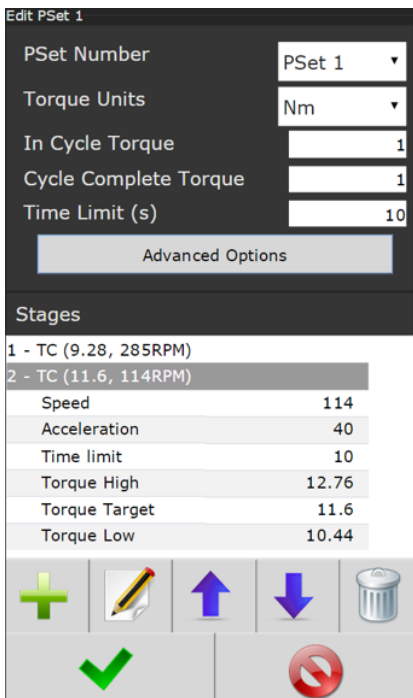 Edit PSet 1
PSet Number PSet 1
Torque Units Nm
In Cycle Torque 1
Cycle Complete Torque 1
Time Limit (s) 10
Advanced Options
Stages
1 - TC (9.28, 285RPM)
2 - TC (11.6, 114RPM)
Speed 114
Acceleration 40
Time limit 10
Torque High 12.76
Torque Target 11.6
Torque Low 10.44